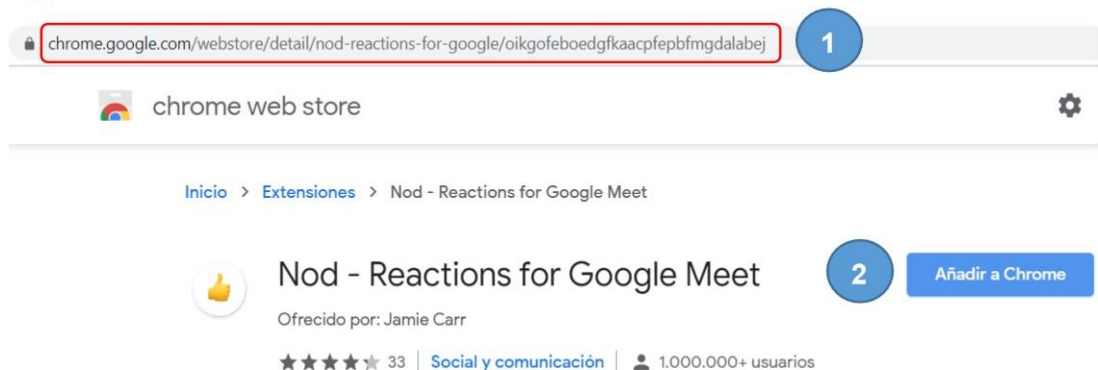 chrome.google.com/webstore/detail/nod-reactions-for-google/oikgofeboedgfkaacpfepbfmgdalabej
1
chrome web store
Inicio > Extensiones > Nod - Reactions for Google Meet
Nod - Reactions for Google Meet
2
Añadir a Chrome
Ofrecido por: Jamie Carr
33 | Social y comunicación | 1.000.000+ usuarios